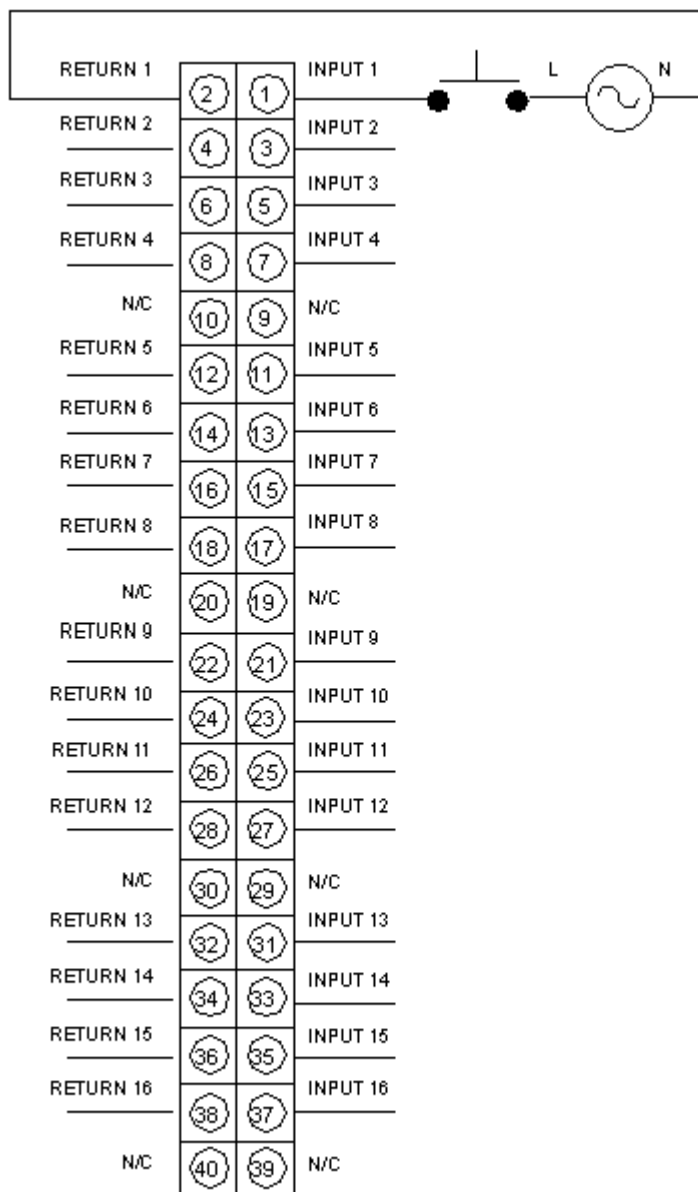 RETURN 1 2 1 INPUT 1 L N
RETURN 2 4 3 INPUT 2
RETURN 3 6 5 INPUT 3
RETURN 4 8 7 INPUT 4
N/C 10 9 N/C
RETURN 5 12 11 INPUT 5
RETURN 6 14 13 INPUT 6
RETURN 7 16 15 INPUT 7
RETURN 8 18 17 INPUT 8
N/C 20 19 N/C
RETURN 9 22 21 INPUT 9
RETURN 10 24 23 INPUT 10
RETURN 11 26 25 INPUT 11
RETURN 12 28 27 INPUT 12
N/C 30 29 N/C
RETURN 13 32 31 INPUT 13
RETURN 14 34 33 INPUT 14
RETURN 15 36 35 INPUT 15
RETURN 16 38 37 INPUT 16
N/C 40 39 N/C